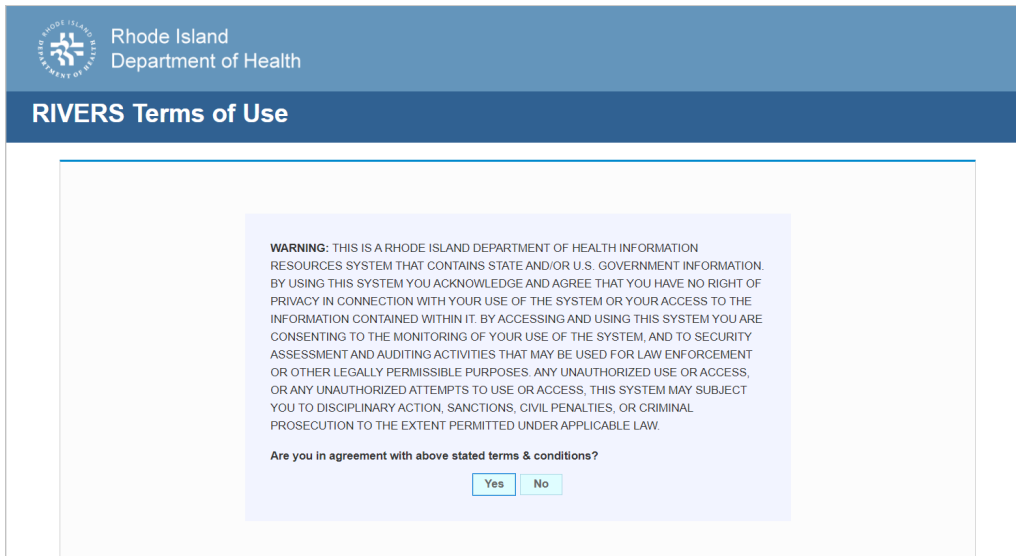 RHODE ISLAND
DEPARTMENT OF HEALTH
Rhode Island
Department of Health
RIVERS Terms of Use
WARNING: THIS IS A RHODE ISLAND DEPARTMENT OF HEALTH INFORMATION
RESOURCES SYSTEM THAT CONTAINS STATE AND/OR U.S. GOVERNMENT INFORMATION.
BY USING THIS SYSTEM YOU ACKNOWLEDGE AND AGREE THAT YOU HAVE NO RIGHT OF
PRIVACY IN CONNECTION WITH YOUR USE OF THE SYSTEM OR YOUR ACCESS TO THE
INFORMATION CONTAINED WITHIN IT. BY ACCESSING AND USING THIS SYSTEM YOU ARE
CONSENTING TO THE MONITORING OF YOUR USE OF THE SYSTEM, AND TO SECURITY
ASSESSMENT AND AUDITING ACTIVITIES THAT MAY BE USED FOR LAW ENFORCEMENT
OR OTHER LEGALLY PERMISSIBLE PURPOSES. ANY UNAUTHORIZED USE OR ACCESS,
OR ANY UNAUTHORIZED ATTEMPTS TO USE OR ACCESS, THIS SYSTEM MAY SUBJECT
YOU TO DISCIPLINARY ACTION, SANCTIONS, CIVIL PENALTIES, OR CRIMINAL
PROSECUTION TO THE EXTENT PERMITTED UNDER APPLICABLE LAW.
Are you in agreement with above stated terms & conditions?
Yes No